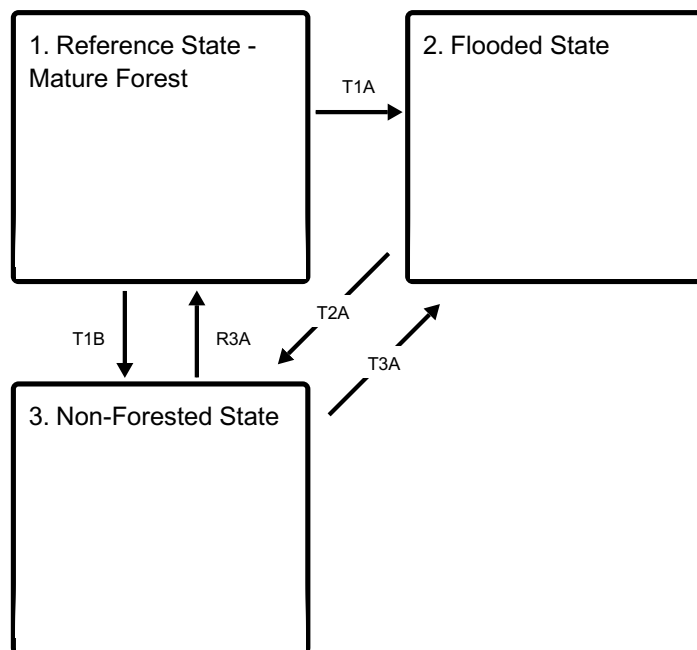 1. Reference State -
Mature Forest
2. Flooded State
T1A
T2A
T1B
R3A
T3A
3. Non-Forested State